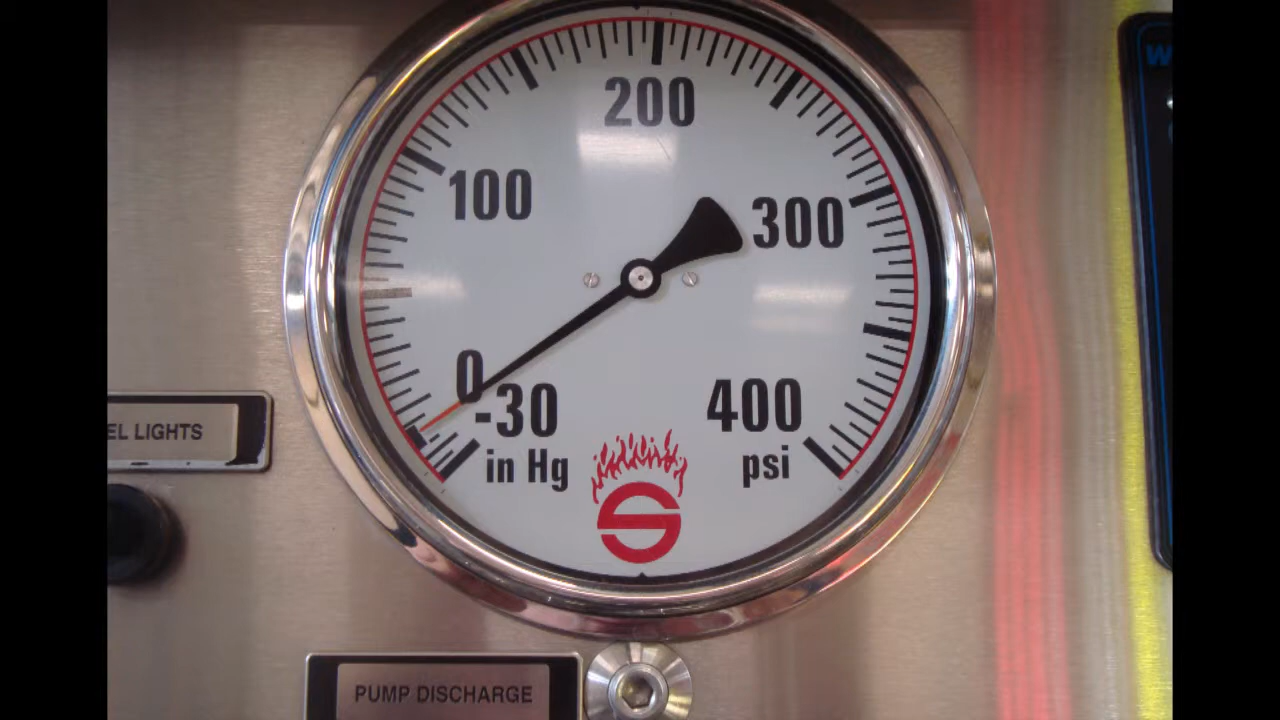 200
100
300
0
-30
400
in Hg
psi
EL LIGHTS
S
PUMP DISCHARGE
W